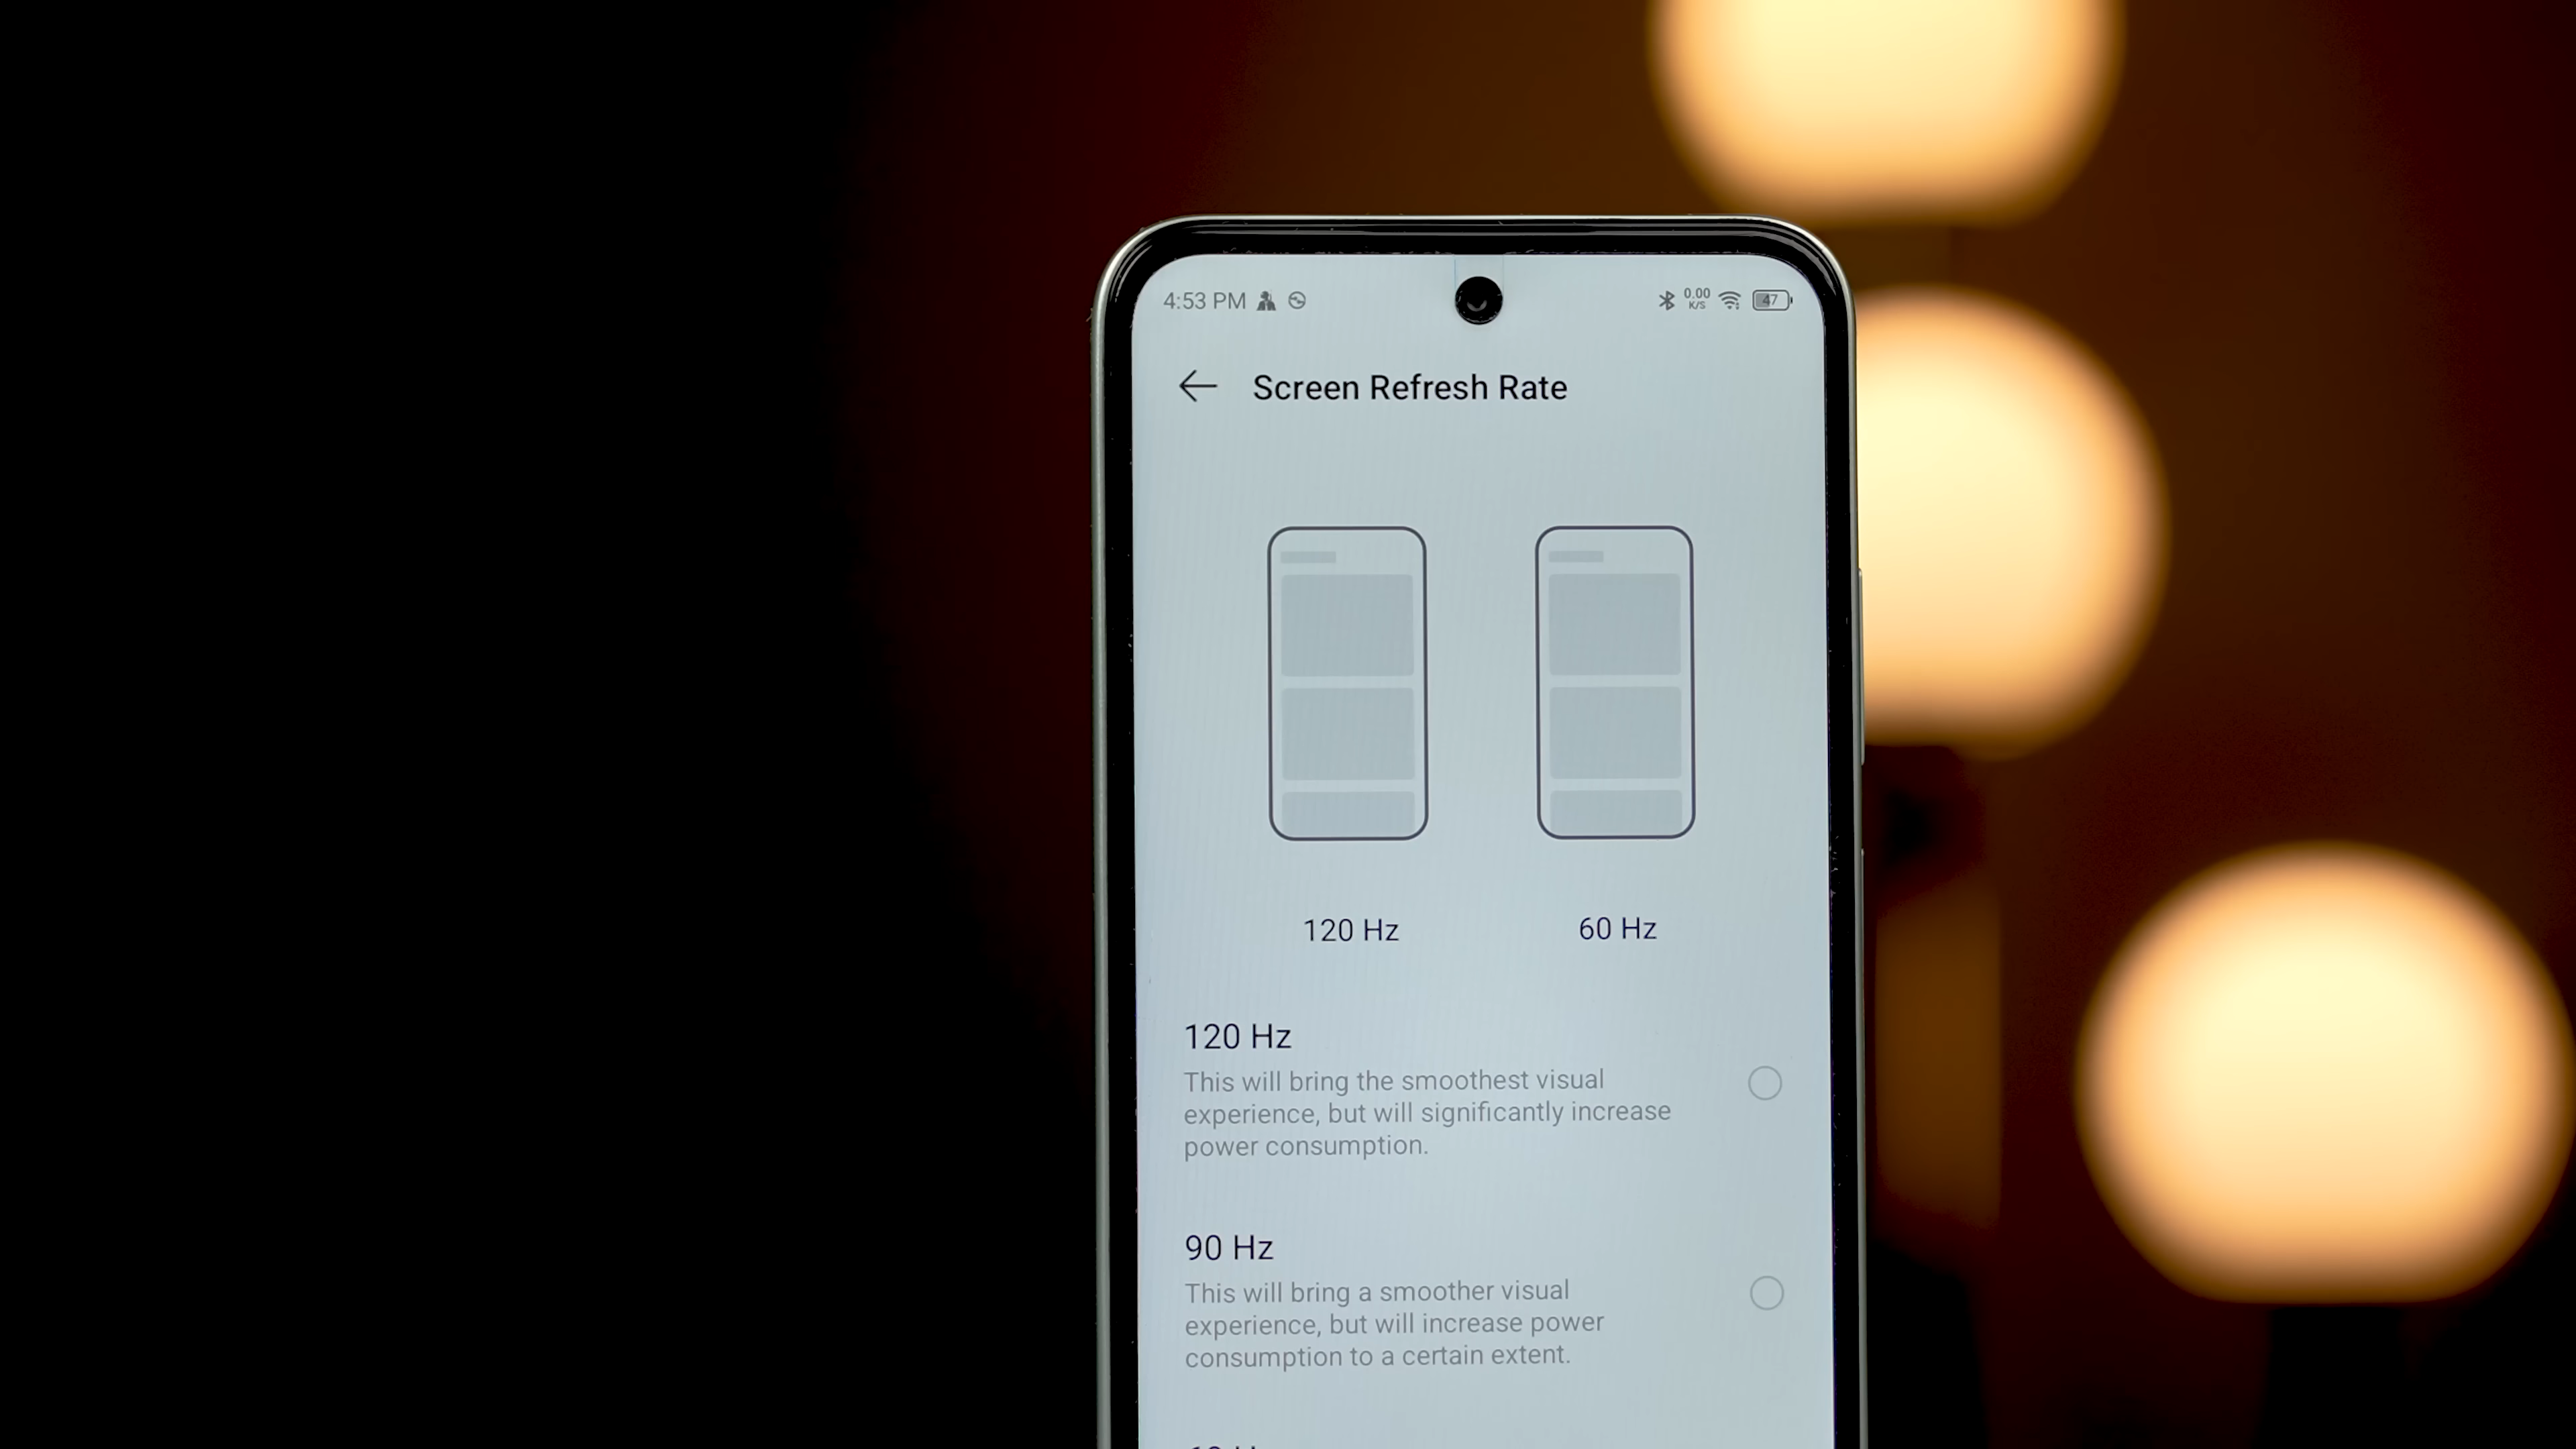 4:53 PM
0.00
K/S
47
Screen Refresh Rate
120 Hz
60 Hz
120 Hz
This will bring the smoothest visual
experience, but will significantly increase
power consumption.
90 Hz
This will bring a smoother visual
experience, but will increase power
consumption to a certain extent.